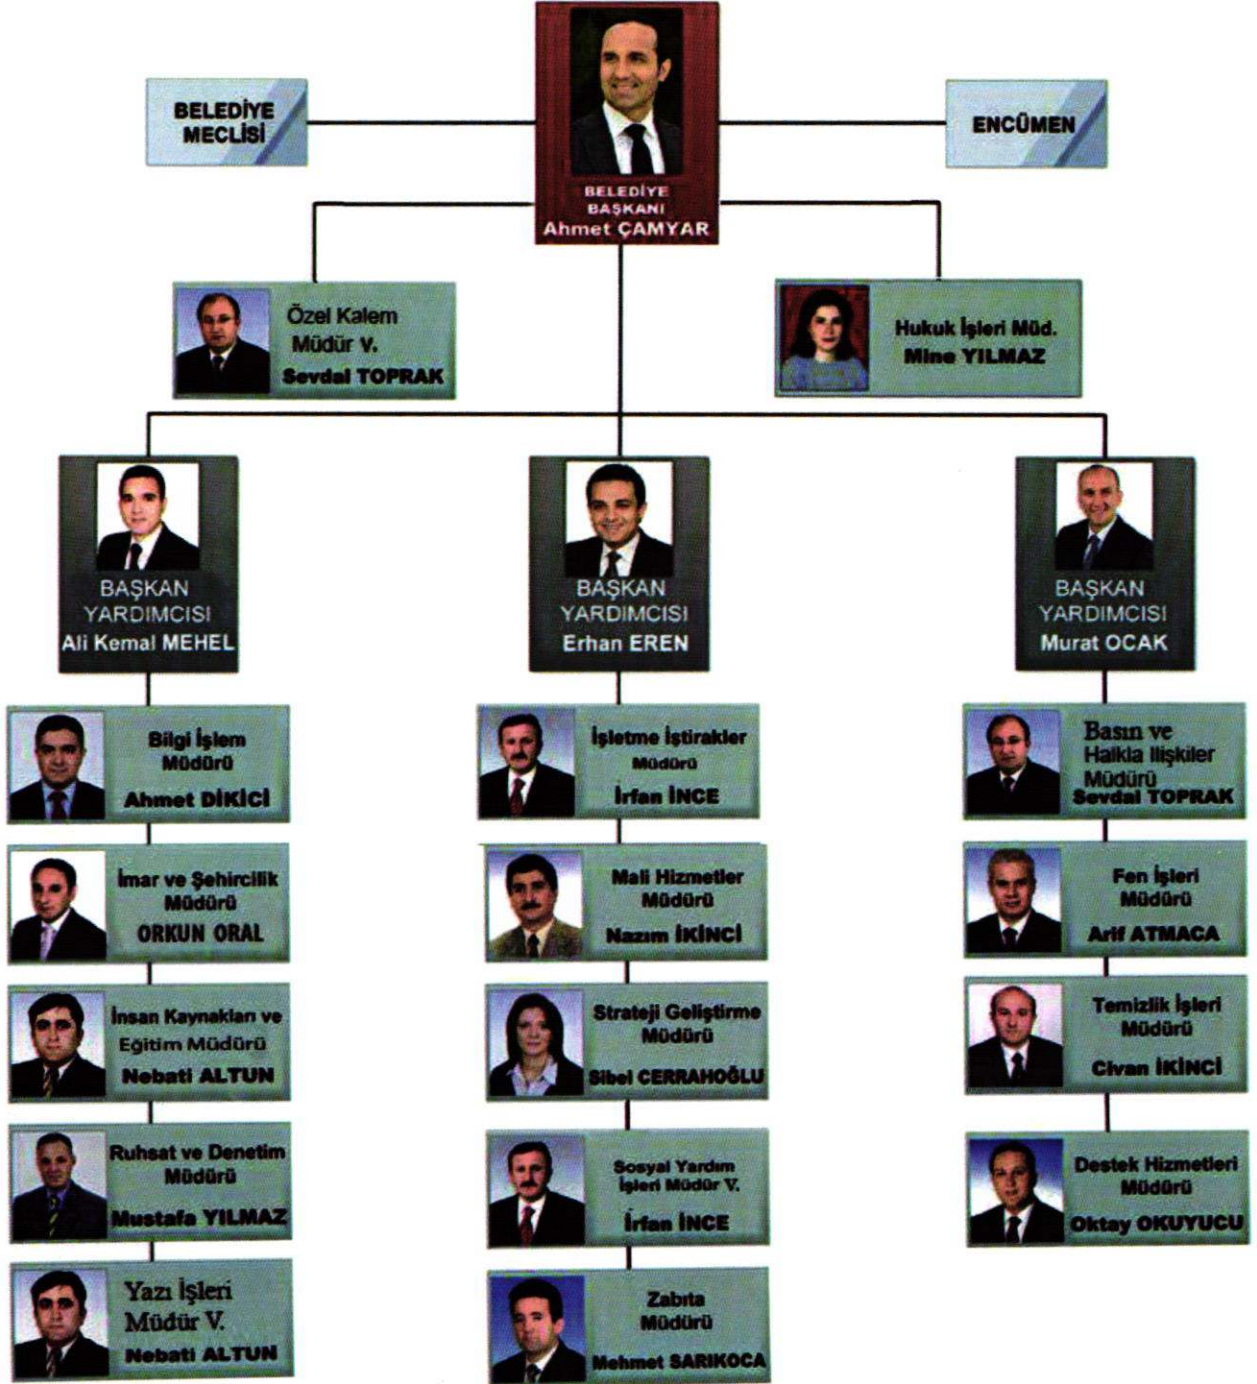 BELEDİYE
MECLİSİ
ENCÜMEN
BELEDİYE
BAŞKANI
Ahmet ÇAMYAR
Özel Kalem
Müdür V.
Sevdal TOPRAK
Hukuk İşleri Müd.
Mine YILMAZ
BAŞKAN
YARDIMCISI
Ali Kemal MEHEL
BAŞKAN
YARDIMCISI
Erhan EREN
BAŞKAN
YARDIMCISI
Murat OCAK
Bilgi İşlem
Müdürü
Ahmet DİKİCİ
İmar ve Şehircilik
Müdürü
ORKUN ORAL
İnsan Kaynakları ve
Eğitim Müdürü
Nebati ALTUN
Ruhsat ve Denetim
Müdürü
Mustafa YILMAZ
Yazı İşleri
Müdür V.
Nebati ALTUN
İşletme İştirakler
Müdürü
İrfan İNCE
Mali Hizmetler
Müdürü
Nazım İKİNCİ
Strateji Geliştirme
Müdürü
Sibel CERRAHOĞLU
Sosyal Yardım
İşleri Müdür V.
İrfan İNCE
Zabıta
Müdürü
Mehmet SARIKOCA
Basın ve
Halkla İlişkiler
Müdürü
Sevdal TOPRAK
Fen İşleri
Müdürü
Arif ATMACA
Temizlik İşleri
Müdürü
Civan İKİNCİ
Destek Hizmetleri
Müdürü
Oktay OKUYUCU